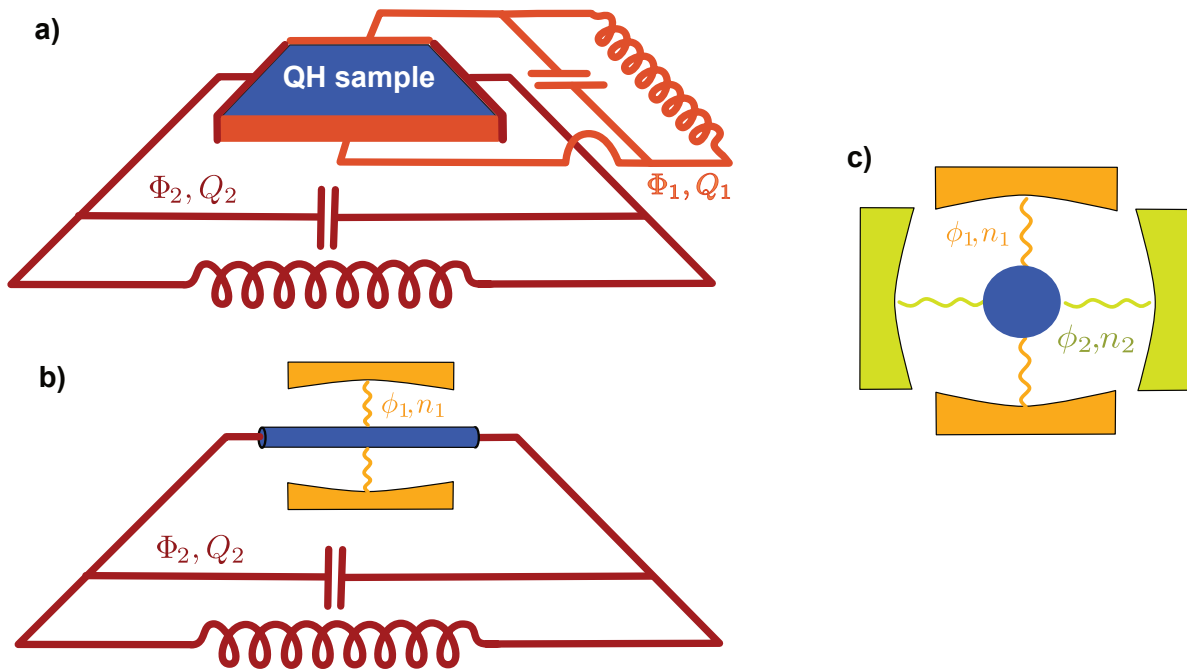 a)
QH sample
Φ₂, Q₂
Φ₁, Q₁
b)
ϕ₁, n₁
Φ₂, Q₂
c)
ϕ₁, n₁
ϕ₂, n₂